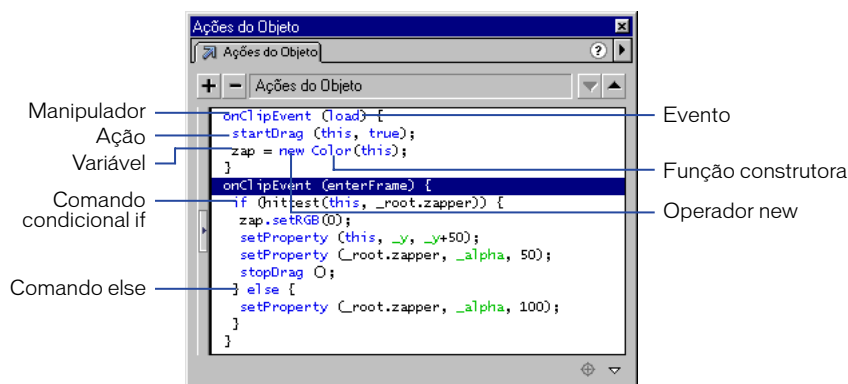 Ações do Objeto
Ações do Objeto
?
+ - Ações do Objeto
onClipEvent (load) {
startDrag (this, true);
zap = new Color(this);
}
onClipEvent (enterFrame) {
if (hittest(this, _root.zapper)) {
zap.setRGB(0);
setProperty (this, _y, _y+50);
setProperty (_root.zapper, _alpha, 50);
stopDrag ();
} else {
setProperty (_root.zapper, _alpha, 100);
}
}
Manipulador
Ação
Variável
Comando
condicional if
Comando else
Evento
Função construtora
Operador new